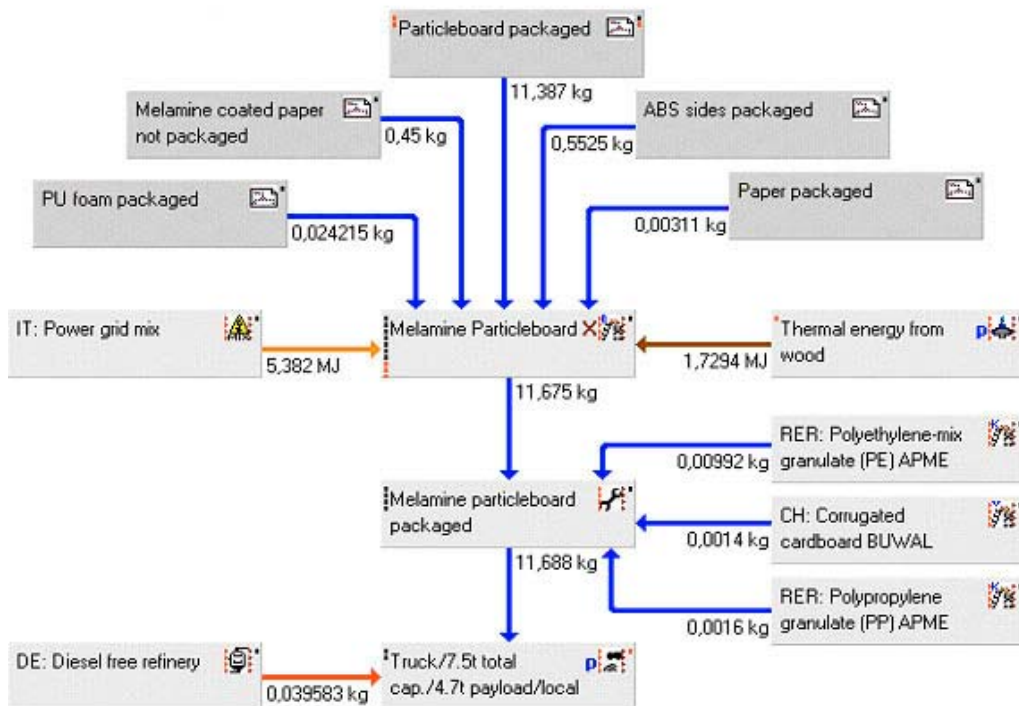 Particleboard packaged
11,387 kg
Melamine coated paper
not packaged
0,45 kg
ABS sides packaged
0,5525 kg
PU foam packaged
0,024215 kg
Paper packaged
0,00311 kg
IT: Power grid mix
5,382 MJ
Melamine Particleboard
Thermal energy from
wood
p
1,7294 MJ
11,675 kg
RER: Polyethylene-mix
granulate (PE) APME
0,00992 kg
Melamine particleboard
packaged
CH: Corrugated
cardboard BUWAL
0,0014 kg
11,688 kg
RER: Polypropylene
granulate (PP) APME
0,0016 kg
DE: Diesel free refinery
0,039583 kg
Truck/7.5t total
cap./4.7t payload/local
p